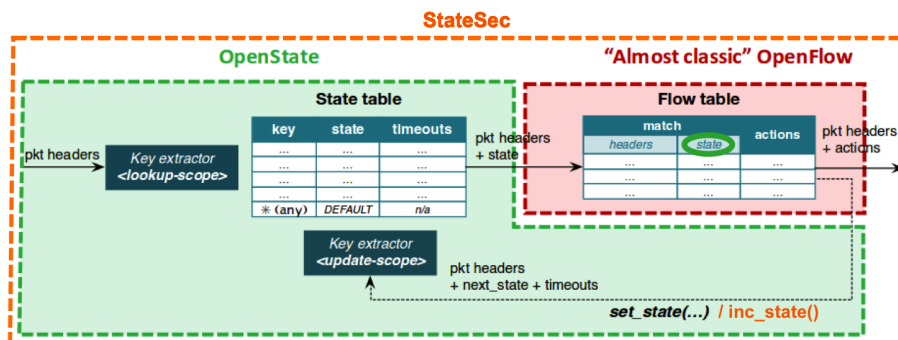 StateSec
OpenState
“Almost classic” OpenFlow
State table
Flow table
key state timeouts
... ... ...
... ... ...
... ... ...
... ... ...
* (any) DEFAULT n/a
pkt headers
Key extractor
<lookup-scope>
pkt headers
+ state
match
actions
headers state
... ... ...
... ... ...
... ... ...
pkt headers
+ actions
Key extractor
<update-scope>
pkt headers
+ next_state + timeouts
set_state(...) / inc_state()